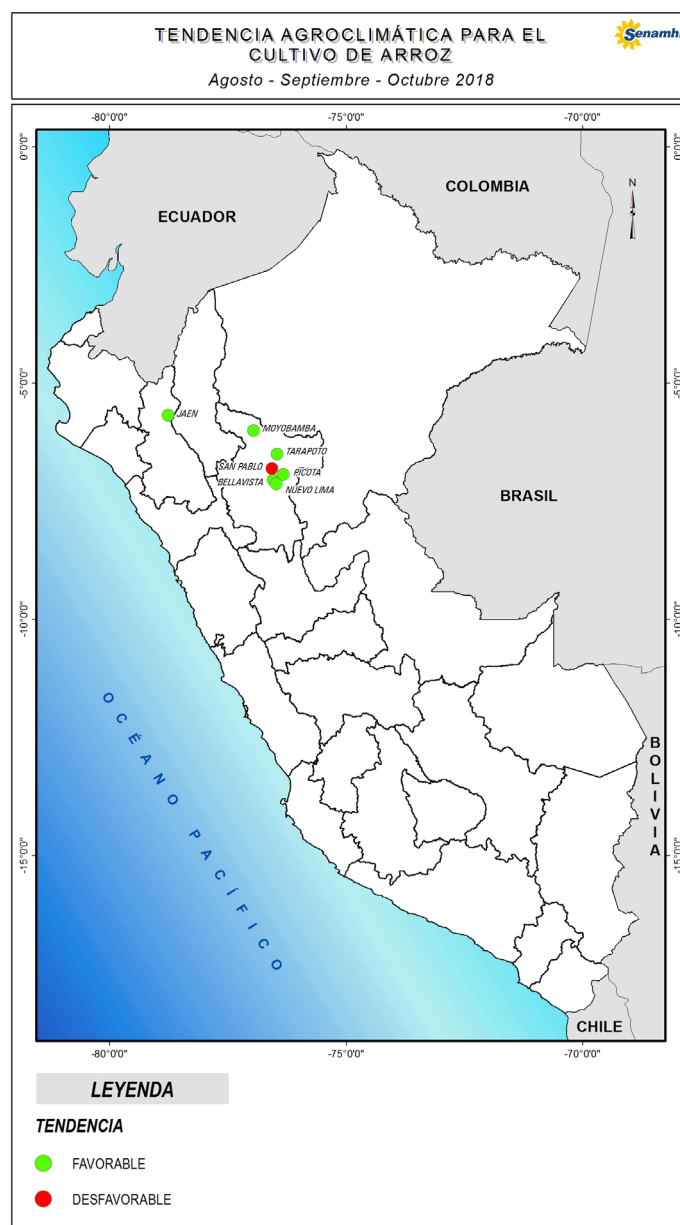 TENDENCIA AGROCLIMÁTICA PARA EL
CULTIVO DE ARROZ
Agosto - Septiembre - Octubre 2018
Senamhi
-80°0'0" -75°0'0" -70°0'0"
0°0'0" 0°0'0"
COLOMBIA
N
ECUADOR
-5°0'0" -5°0'0"
JAEN
MOYOBAMBA
TARAPOTO
SAN PABLO
PICOTA
BELLAVISTA
NUEVO LIMA
BRASIL
-10°0'0" -10°0'0"
OCÉANO PACÍFICO
BOLIVIA
-15°0'0" -15°0'0"
CHILE
-80°0'0" -75°0'0" -70°0'0"
LEYENDA
TENDENCIA
FAVORABLE
DESFAVORABLE